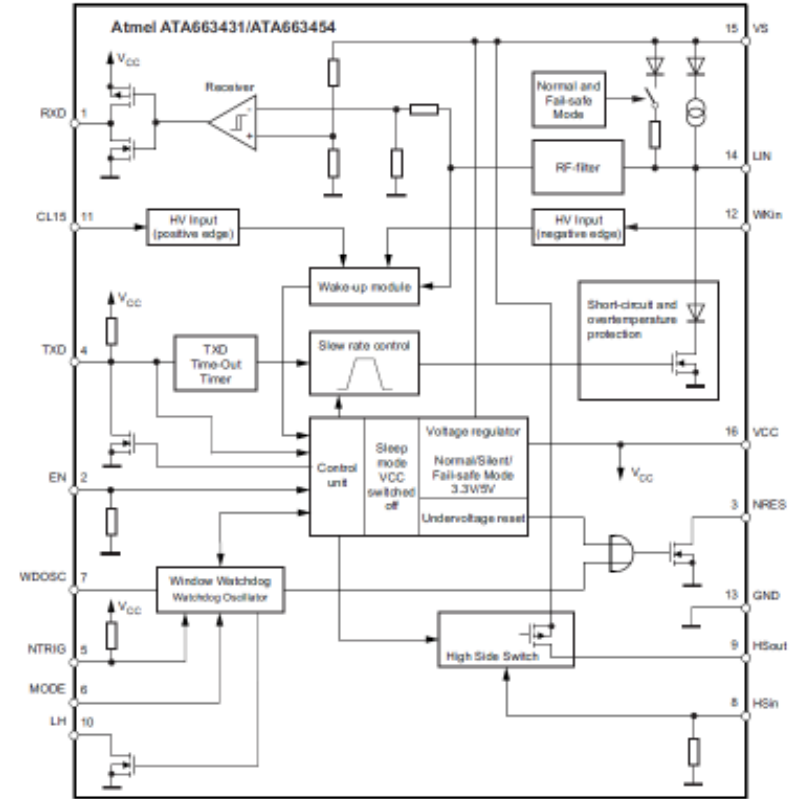 Atmel ATA663431/ATA663454
15 VS
VCC
Receiver
-
+
RXD 1
Normal and
Fail-safe
Mode
RF-filter
14 LIN
CL15 11
HV Input
(positive edge)
HV Input
(negative edge)
12 WKin
Wake-up module
VCC
Short-circuit and
overtemperature
protection
TXD 4
TXD
Time-Out
Timer
Slew rate control
Control
unit
Sleep
mode
VCC
switched
off
Voltage regulator
Normal/Silent/
Fail-safe Mode
3.3V/5V
Undervoltage reset
16 VCC
VCC
EN 2
3 NRES
WDOSC 7
Window Watchdog
Watchdog Oscillator
13 GND
VCC
NTRIG 5
High Side Switch
9 HSout
MODE 6
8 HSin
LH 10